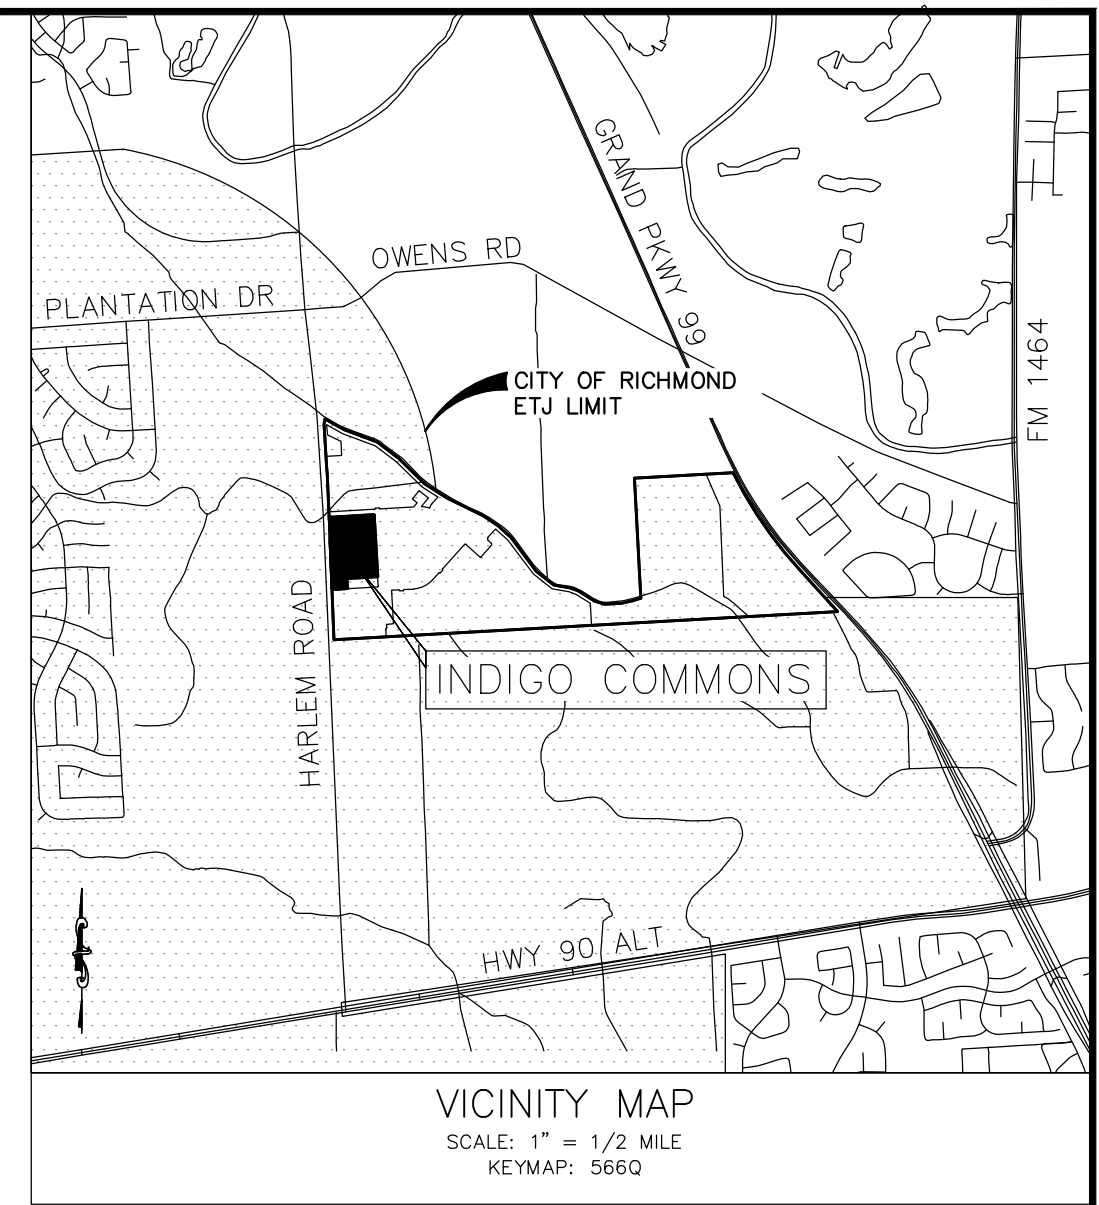 GRAND PKWY 99
OWENS RD
PLANTATION DR
FM 1464
CITY OF RICHMOND
ETJ LIMIT
HARLEM ROAD
INDIGO COMMONS
HWY 90 ALT
VICINITY MAP
SCALE: 1" = 1/2 MILE
KEYMAP: 566Q